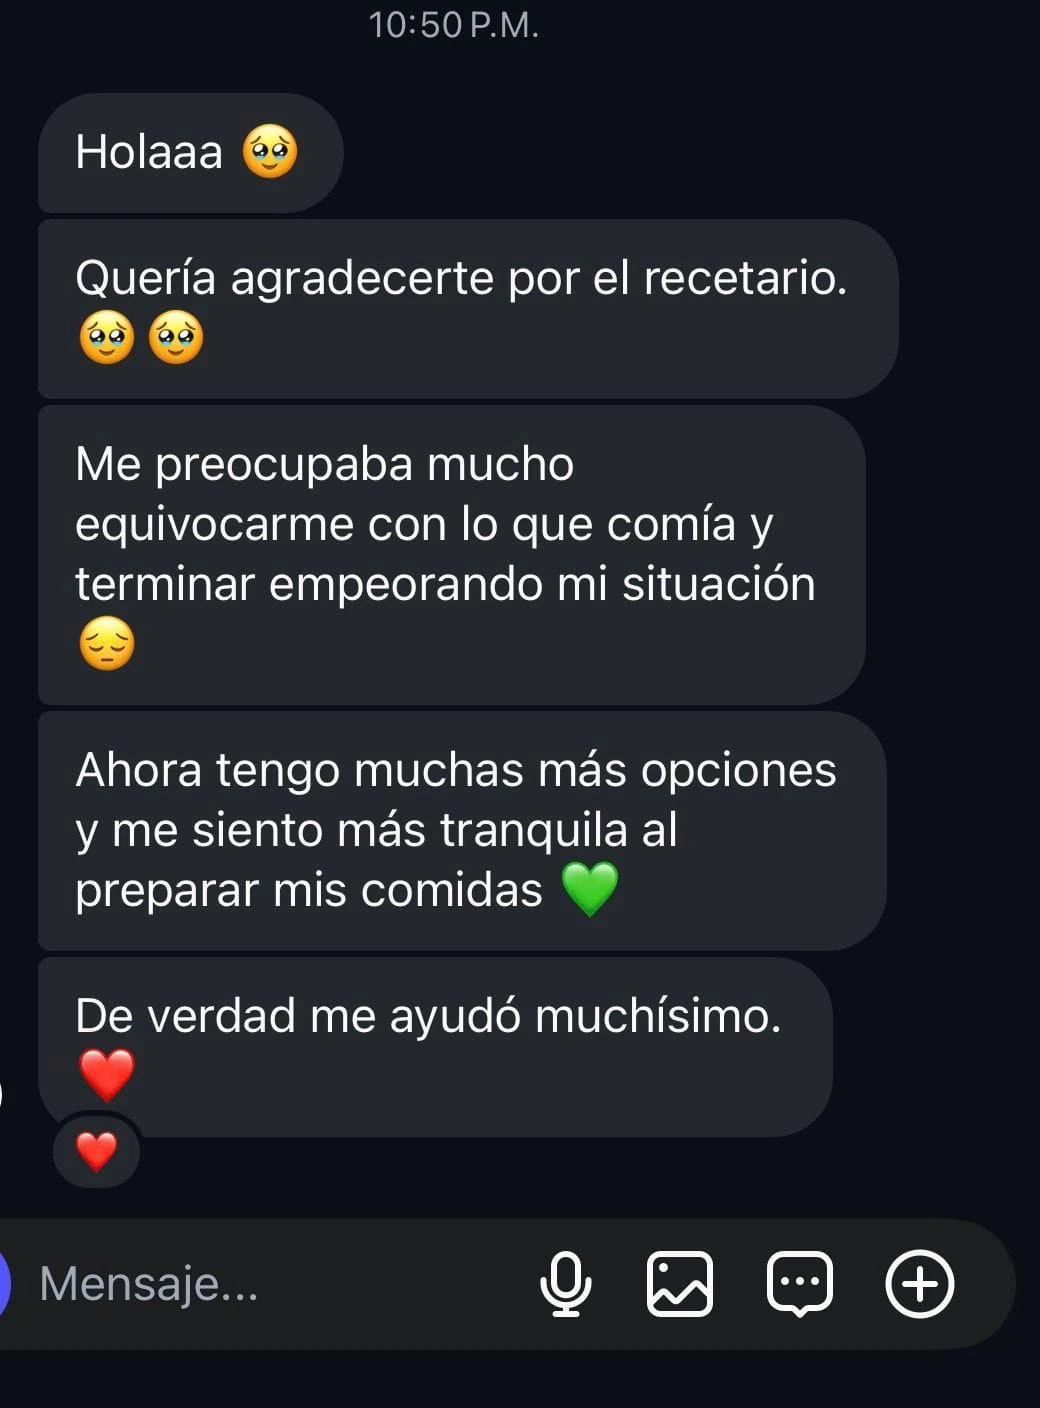 10:50 P.M.
Holaaa 🥹
Quería agradecerte por el recetario.
🥹🥹
Me preocupaba mucho
equivocarme con lo que comía y
terminar empeorando mi situación
😔
Ahora tengo muchas más opciones
y me siento más tranquila al
preparar mis comidas 💚
De verdad me ayudó muchísimo.
❤️
❤️
Mensaje...